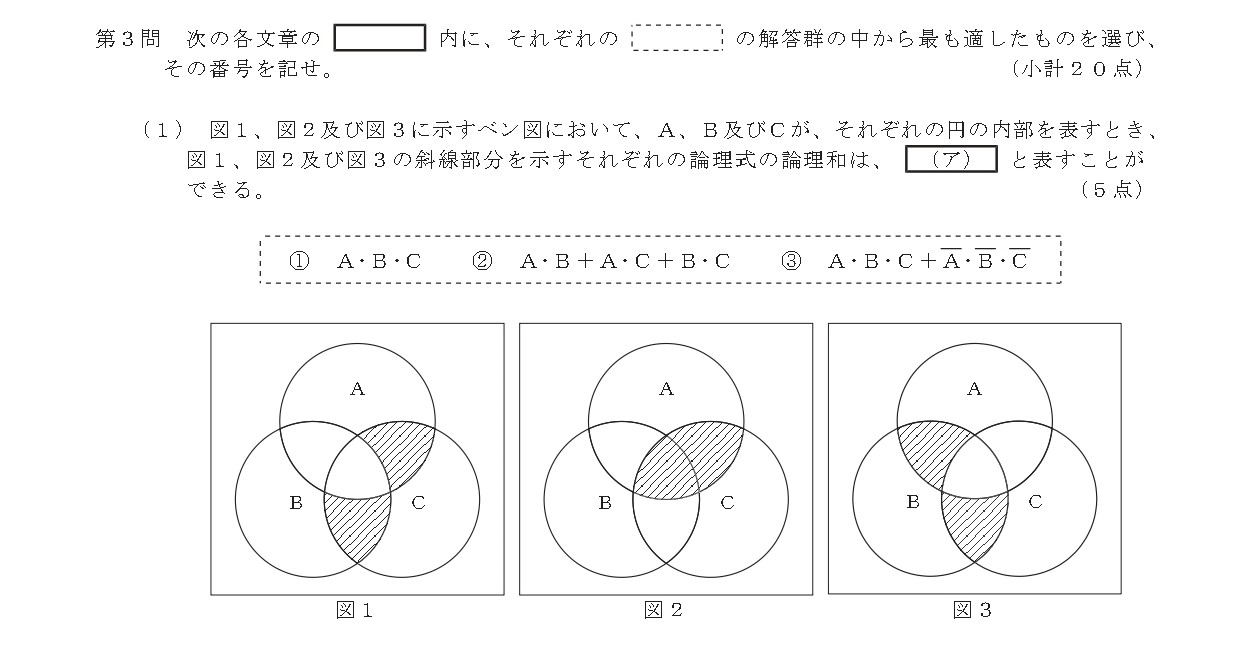 第３問　次の各文章の　　　　内に、それぞれの　　　　の解答群の中から最も適したものを選び、
その番号を記せ。　（小計２０点）
（１）　図１、図２及び図３に示すベン図において、Ａ、Ｂ及びＣが、それぞれの円の内部を表すとき、
図１、図２及び図３の斜線部分を示すそれぞれの論理式の論理和は、（ア）と表すことが
できる。　（５点）
①　Ａ・Ｂ・Ｃ　②　Ａ・Ｂ＋Ａ・Ｃ＋Ｂ・Ｃ　③　Ａ・Ｂ・Ｃ＋A̅・B̅・C̅
Ａ　Ａ　Ａ
Ｂ　Ｃ　Ｂ　Ｃ　Ｂ　Ｃ
図１　図２　図３